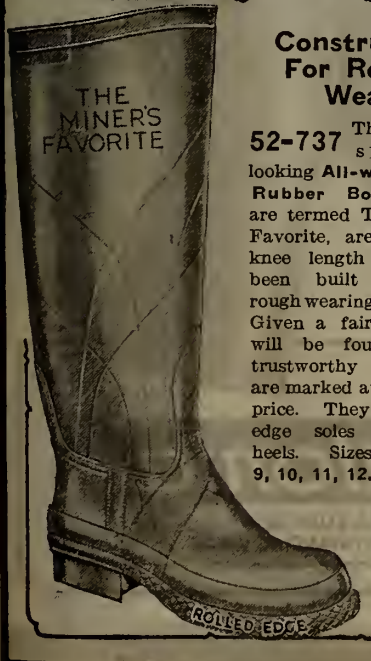 THE
MINER'S
FAVORITE
ROLLED EDGE
Constru
For Ro
Wea
52-737 Th
s p
looking All-w
Rubber Bo
are termed T
Favorite, are
knee length
been built
rough wearing
Given a fair
will be fou
trustworthy
are marked a
price. They
edge soles
heels. Sizes
9, 10, 11, 12.